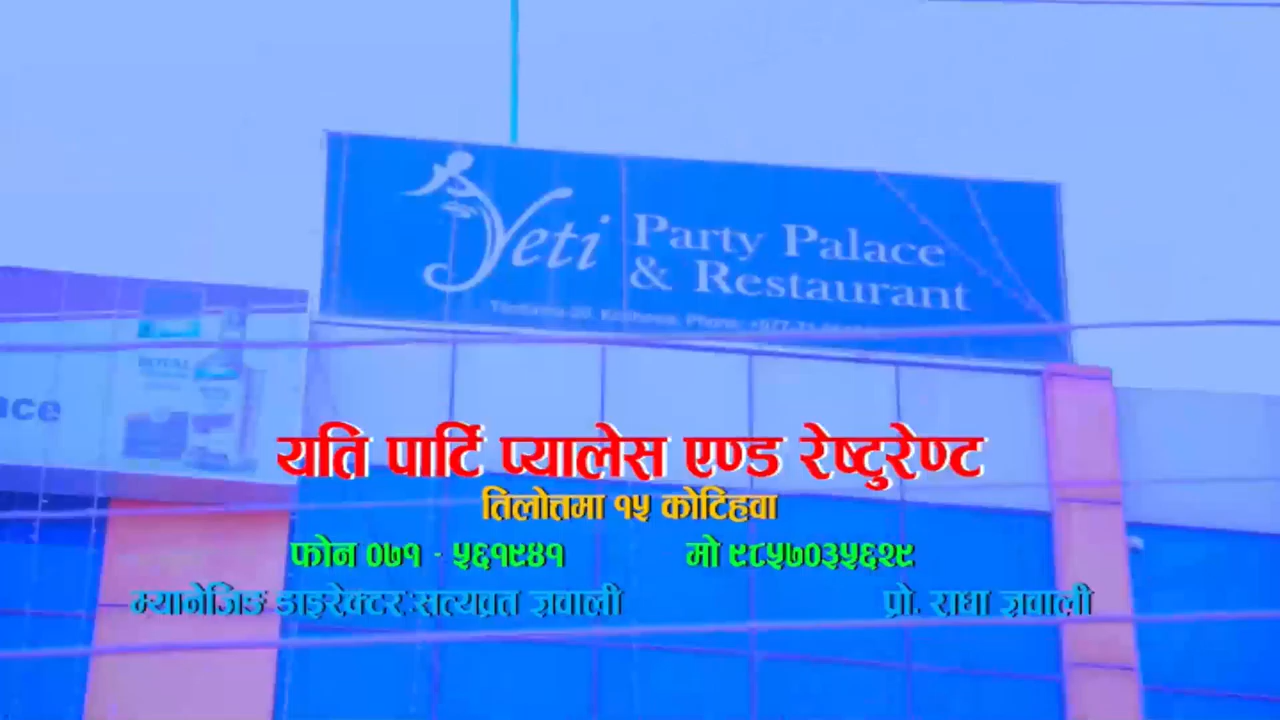 Yeti Party Palace
& Restaurant
nce
यति पार्टि प्यालेस एण्ड रेष्टुरेण्ट
तिलोत्तमा १५ कोटिहवा
फोन ०७१ - ५६१९४१ मो ९८५७०३५६२९
म्यानेजिङ डाइरेक्टर:सत्यव्रत ज्ञवाली प्रो. राधा ज्ञवाली